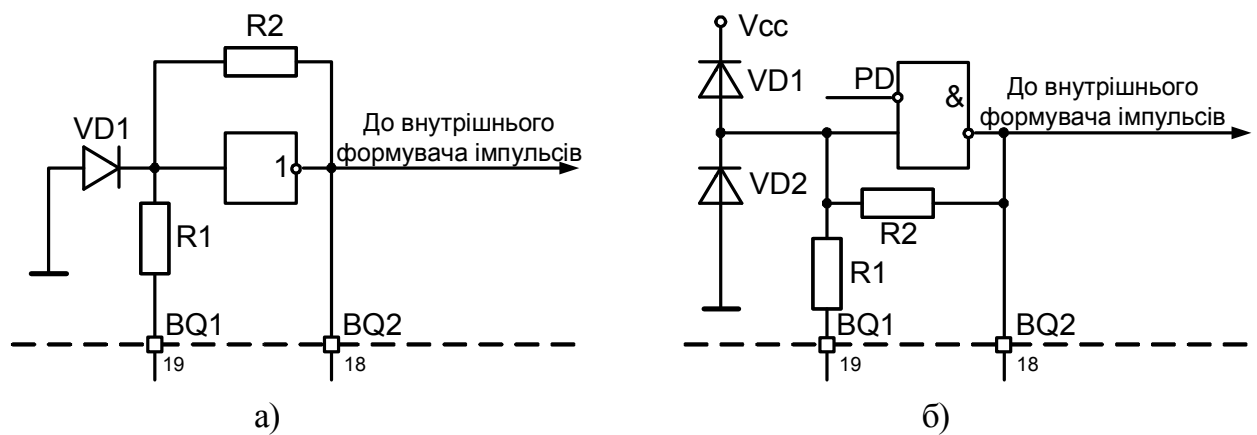 R2
VD1
1
До внутрішнього
формувача імпульсів
R1
BQ1
BQ2
19
18
а)
Vcc
VD1
PD
&
До внутрішнього
формувача імпульсів
VD2
R2
R1
BQ1
BQ2
19
18
б)